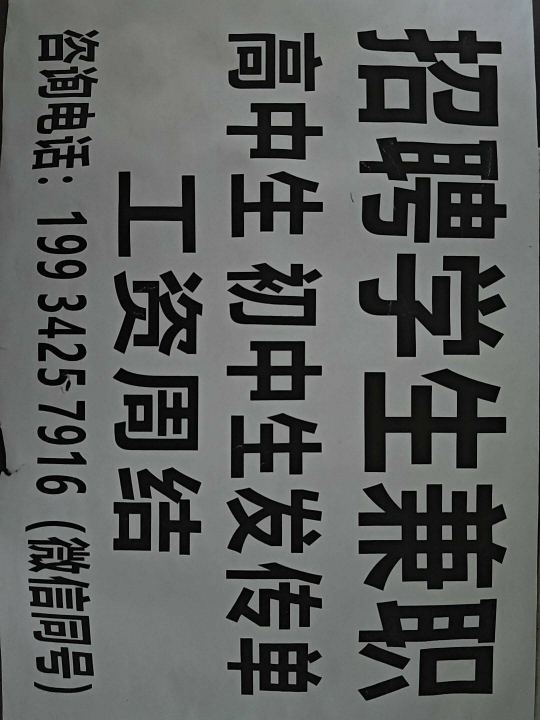 招聘学生兼职
高中生 初中生发传单
工资周结
咨询电话：199 3425 7916（微信同号）